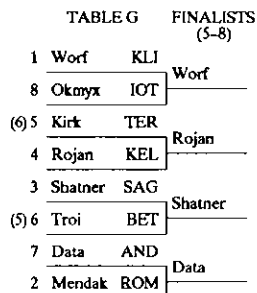 TABLE G FINALISTS
(5-8)
1 Worf KLI
Worf
8 Okmyx IOT
(6) 5 Kirk TER
Rojan
4 Rojan KEL
3 Shatner SAG
Shatner
(5) 6 Troi BET
7 Data AND
Data
2 Mendak ROM